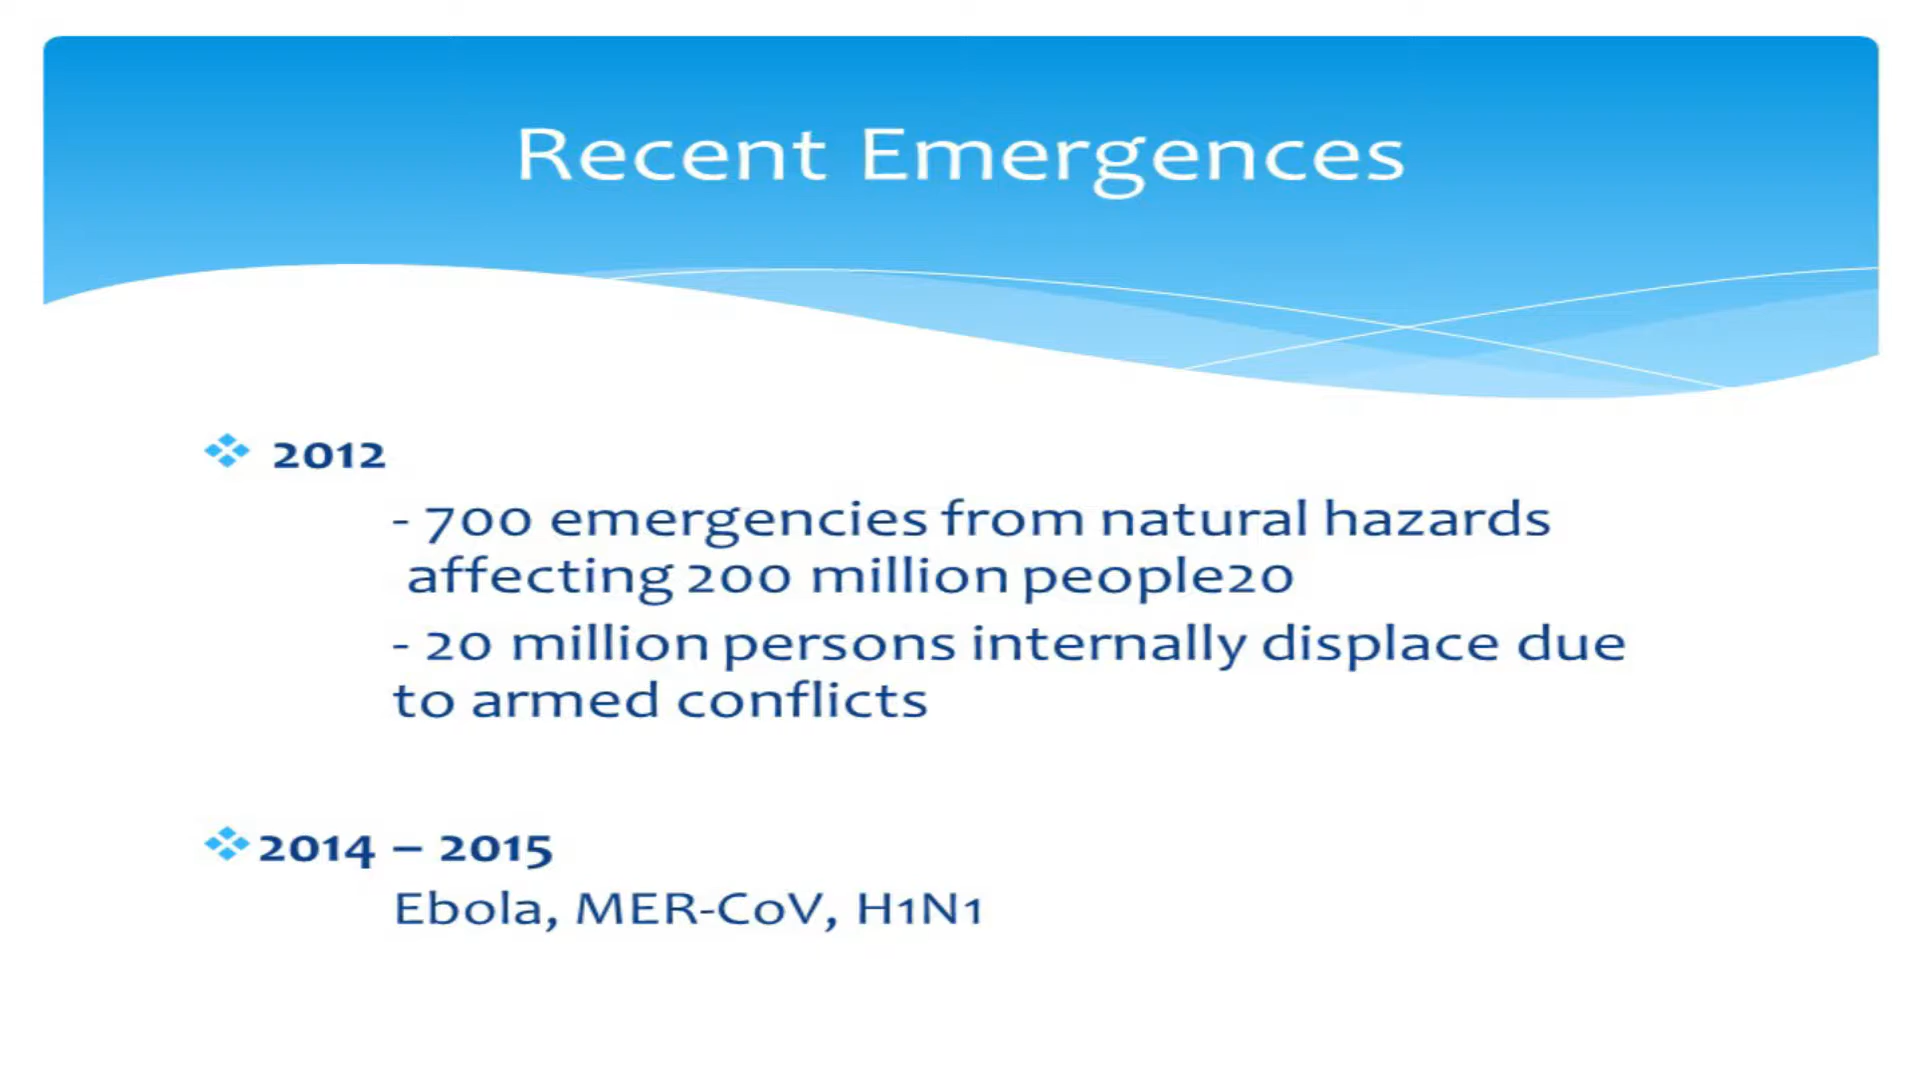 Recent Emergences
2012
- 700 emergencies from natural hazards
affecting 200 million people20
- 20 million persons internally displace due
to armed conflicts
2014 – 2015
Ebola, MER-CoV, H1N1